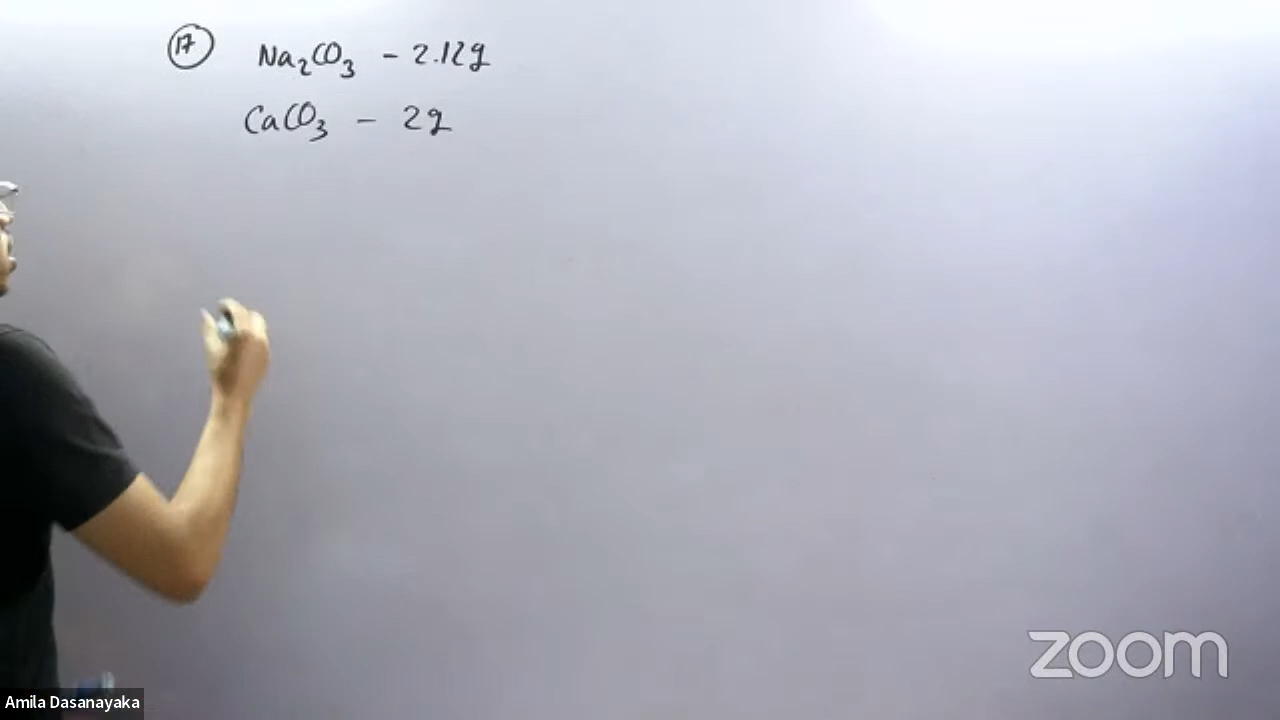 17 Na₂CO₃ - 2.12g
CaCO₃ - 2g
zoom
Amila Dasanayaka